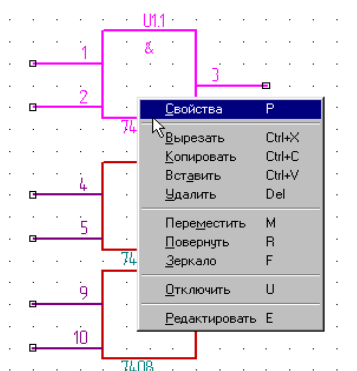 U1.1
1
&
3
2
74
Свойства P
Вырезать Ctrl+X
Копировать Ctrl+C
Вставить Ctrl+V
Удалить Del
4
5
74
Переместить M
Повернуть R
Зеркало F
9
Отключить U
10
Редактировать E
7408